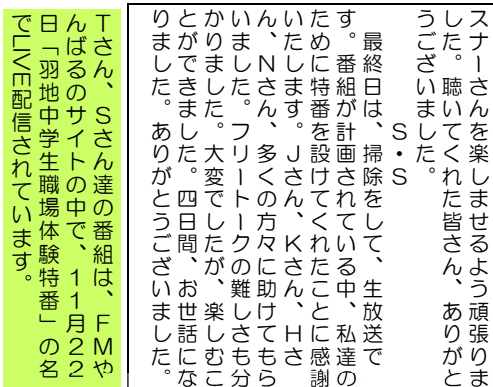 スナーさんを楽しませるよう頑張りま
した。聴いてくれた皆さん、ありがと
うございました。
S・S
最終日は、掃除をして、生放送で
す。番組が計画されている中、私達の
ために特番を設けてくれたことに感謝
いたします。Jさん、Kさん、Hさ
ん、Nさん、多くの方々に助けてもら
いました。フリートークの難しさも分
かりました。大変でしたが、楽しむこ
とができました。四日間、お世話にな
りました。ありがとうございました。
Tさん、Sさん達の番組は、FMや
んばるのサイトの中で、11月22
日「羽地中学生職場体験特番」の名
でLIVE配信されています。